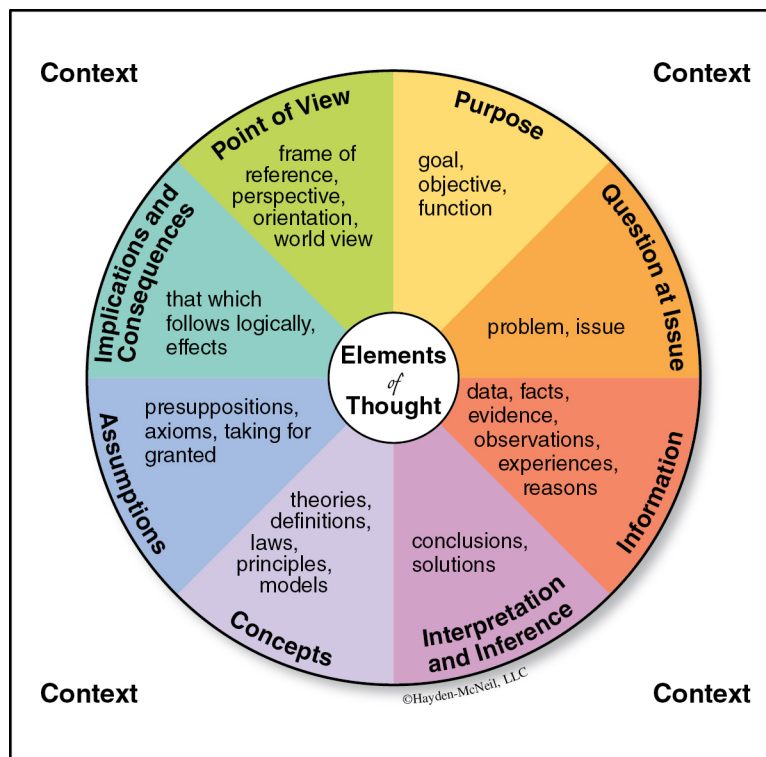 Context
Context
Point of View
frame of
reference,
perspective,
orientation,
world view
Purpose
goal,
objective,
function
Question at Issue
problem, issue
Information
data, facts,
evidence,
observations,
experiences,
reasons
Interpretation
and Inference
conclusions,
solutions
Concepts
theories,
definitions,
laws,
principles,
models
Assumptions
presuppositions,
axioms, taking for
granted
Implications and
Consequences
that which
follows logically,
effects
Elements
of
Thought
©Hayden-McNeil, LLC
Context
Context